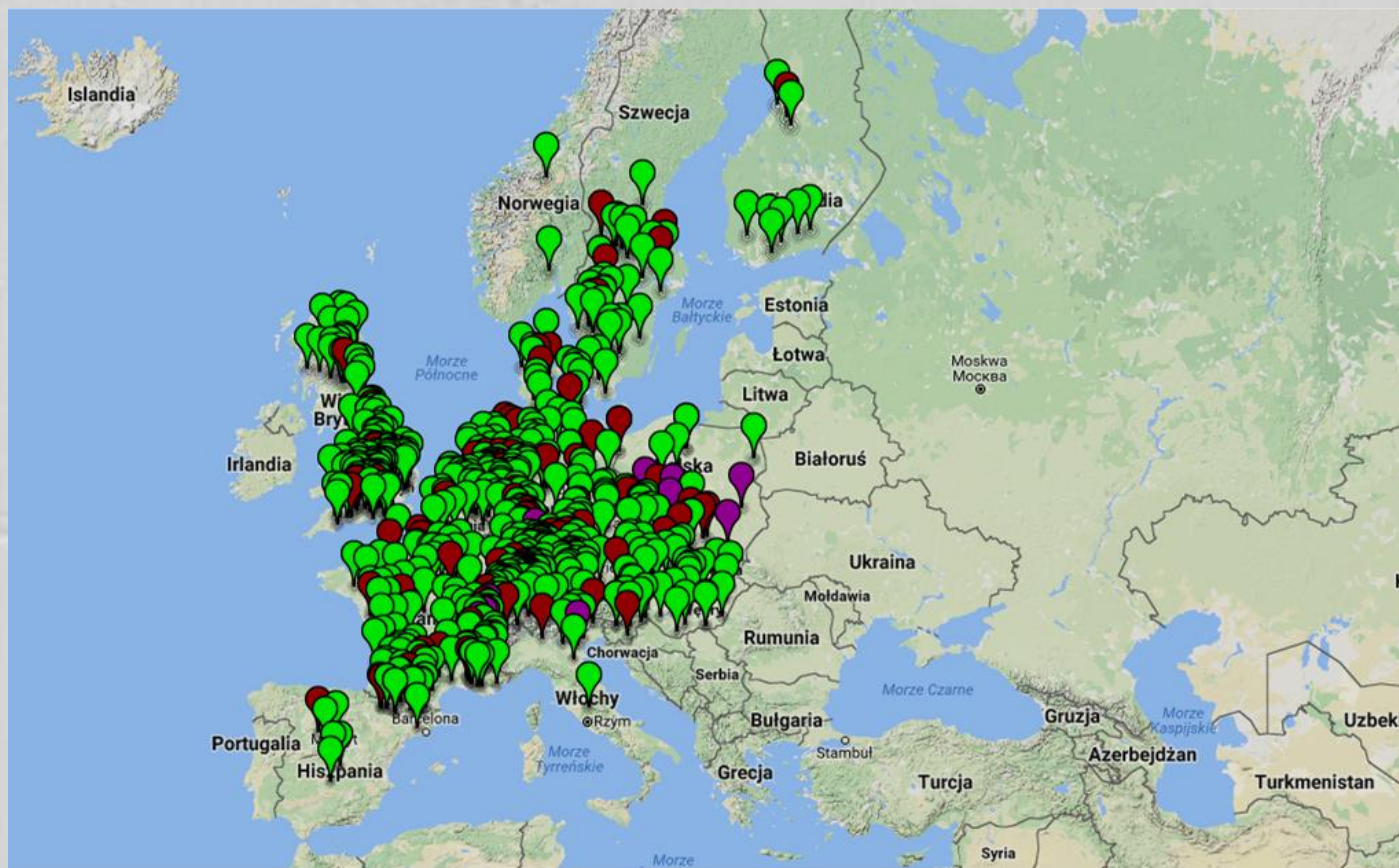 Islandia
Szwecja
Norwegia
Estonia
Morze
Bałtyckie
Łotwa
Moskwa
Москва
Morze
Północne
Litwa
Irlandia
Białoruś
Ukraina
Mołdawia
Rumunia
Chorwacja
Serbia
Włochy
Rzym
Barcelona
Bułgaria
Morze Czarne
Gruzja
Morze
Kaspijskie
Uzbek
Portugalia
Hiszpania
Morze
Tyrreńskie
Stambuł
Azerbejdżan
Grecja
Turcja
Turkmenistan
Syria
Morze